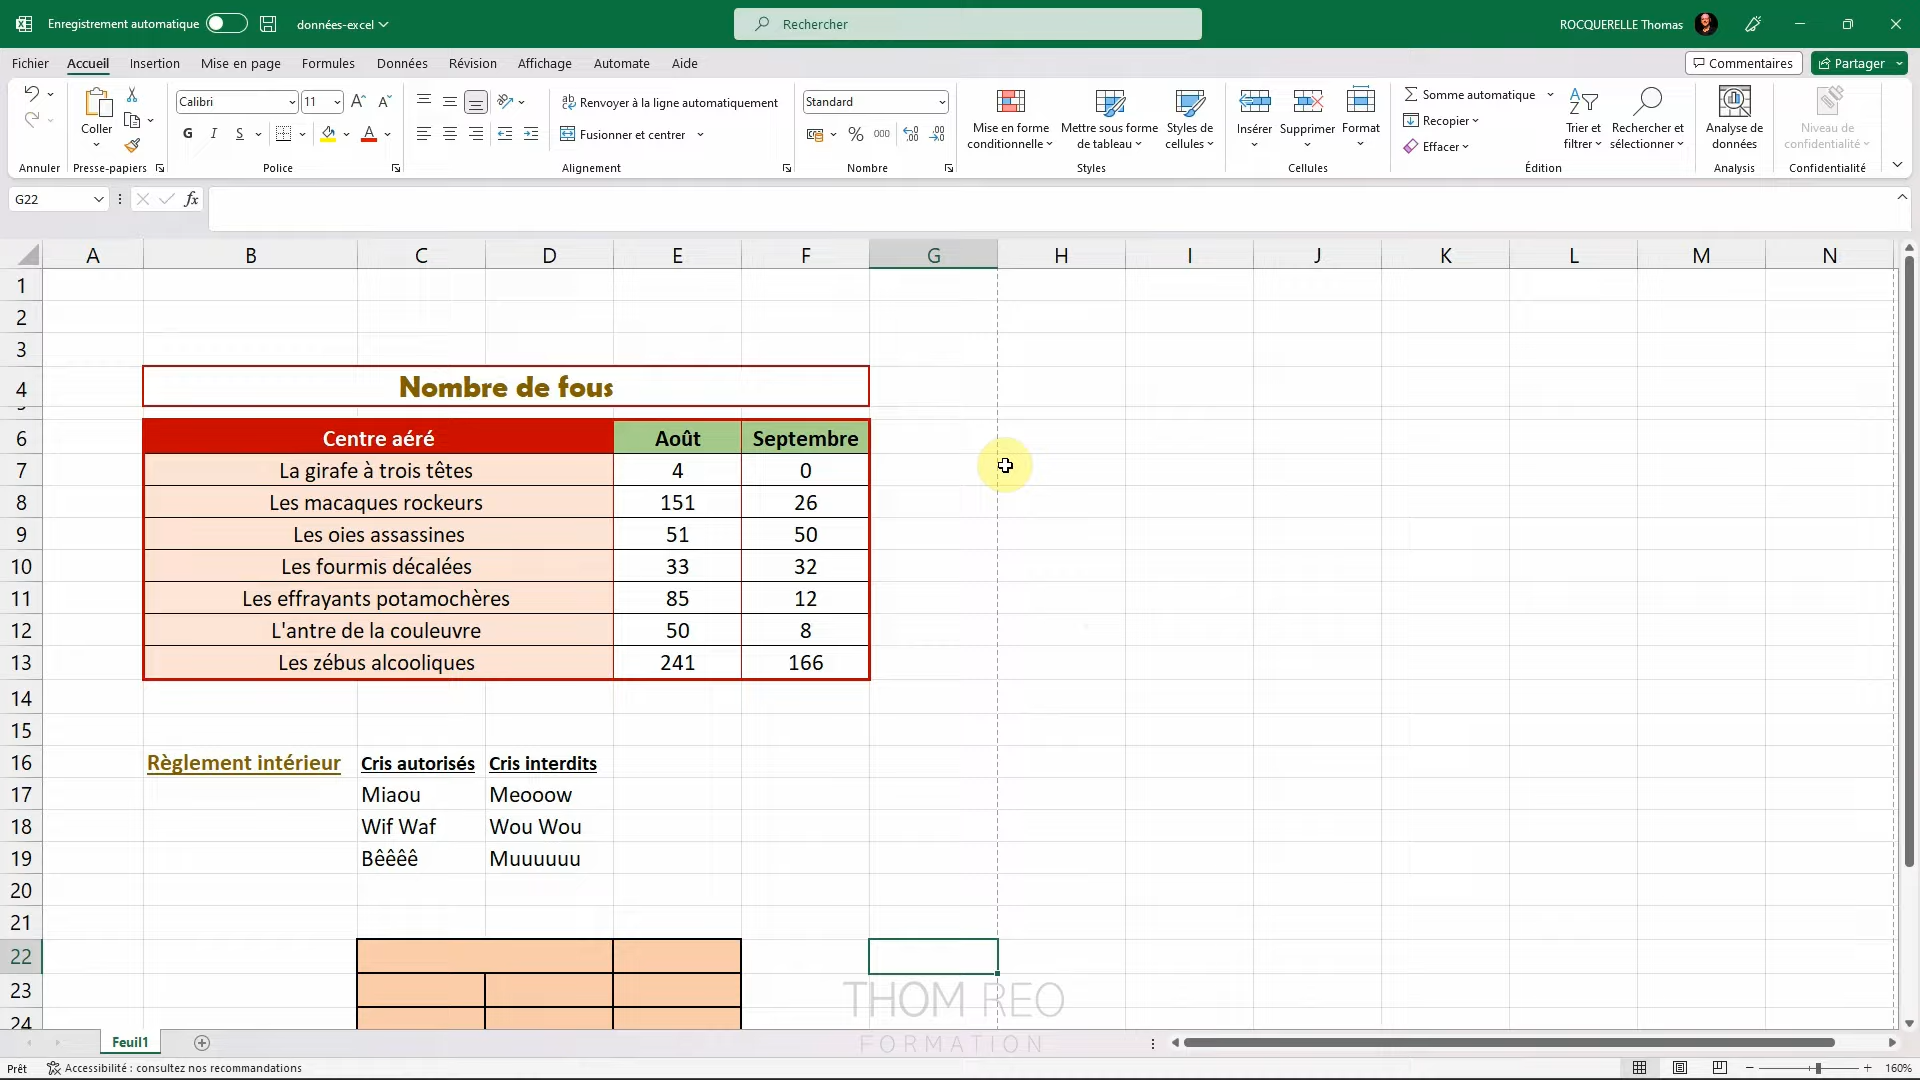 Enregistrement automatique
données-excel
Rechercher
ROCQUERELLE Thomas
Fichier Accueil Insertion Mise en page Formules Données Révision Affichage Automate Aide
Commentaires Partager
Coller
Calibri 11
G I S
Renvoyer à la ligne automatiquement
Fusionner et centrer
Standard
% 000
Mise en forme conditionnelle
Mettre sous forme de tableau
Styles de cellules
Insérer Supprimer Format
Somme automatique
Recopier
Effacer
Trier et filtrer
Rechercher et sélectionner
Analyse de données
Niveau de confidentialité
Annuler Presse-papiers Police Alignement Nombre Styles Cellules Édition Analysis Confidentialité
G22 fx
A B C D E F G H I J K L M N
1
2
3
4 Nombre de fous
6 Centre aéré Août Septembre
7 La girafe à trois têtes 4 0
8 Les macaques rockeurs 151 26
9 Les oies assassines 51 50
10 Les fourmis décalées 33 32
11 Les effrayants potamochères 85 12
12 L'antre de la couleuvre 50 8
13 Les zébus alcooliques 241 166
14
15
16 Règlement intérieur Cris autorisés Cris interdits
17 Miaou Meooow
18 Wif Waf Wou Wou
19 Bêêêê Muuuuuu
20
21
22
23
24
THOM REO
FORMATION
Feuil1
Prêt Accessibilité : consultez nos recommandations 160%